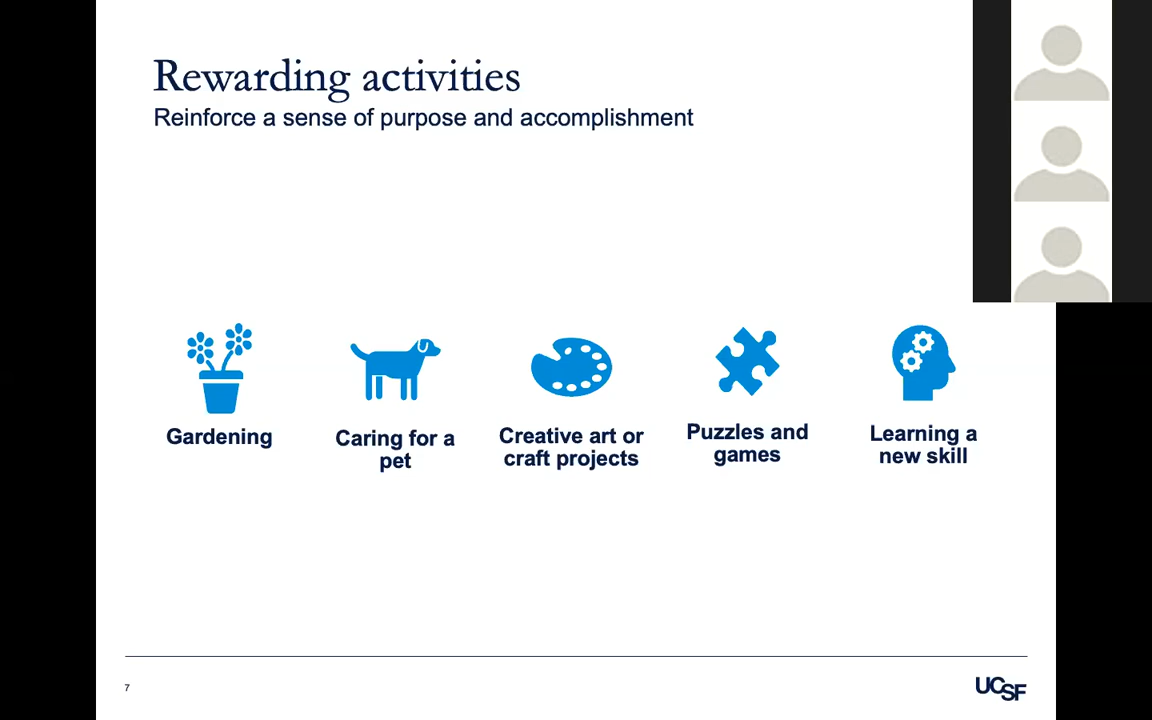 Rewarding activities
Reinforce a sense of purpose and accomplishment
Gardening
Caring for a
pet
Creative art or
craft projects
Puzzles and
games
Learning a
new skill
7
UCSF